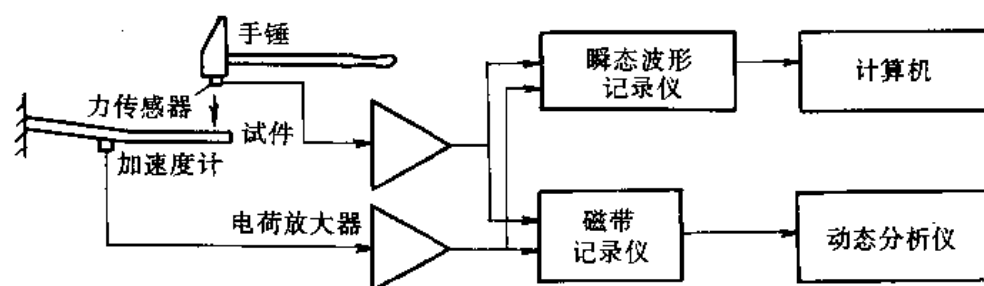 手锤
瞬态波形
记录仪
计算机
力传感器
试件
加速度计
电荷放大器
磁带
记录仪
动态分析仪